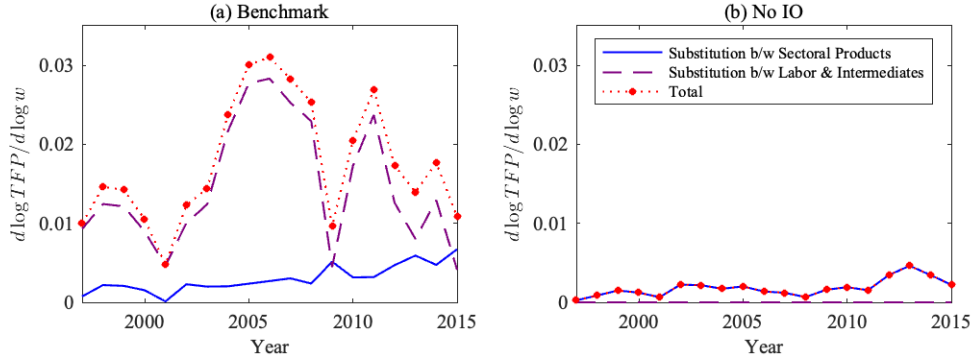 (a) Benchmark
0.03
0.02
0.01
0
d log TFP/d log w
2000
2005
2010
2015
Year
(b) No IO
Substitution b/w Sectoral Products
Substitution b/w Labor & Intermediates
Total
0.03
0.02
0.01
0
d log TFP/d log w
2000
2005
2010
2015
Year